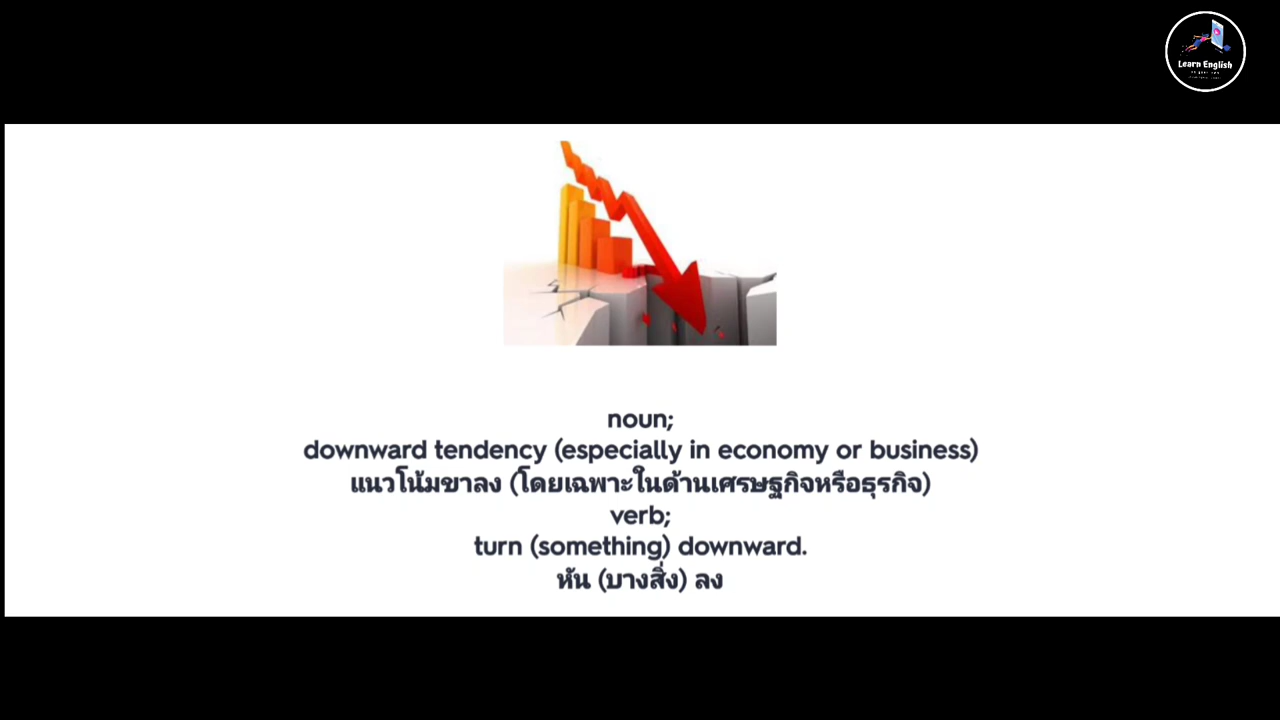 Learn English
noun;
downward tendency (especially in economy or business)
แนวโน้มขาลง (โดยเฉพาะในด้านเศรษฐกิจหรือธุรกิจ)
verb;
turn (something) downward.
หัน (บางสิ่ง) ลง